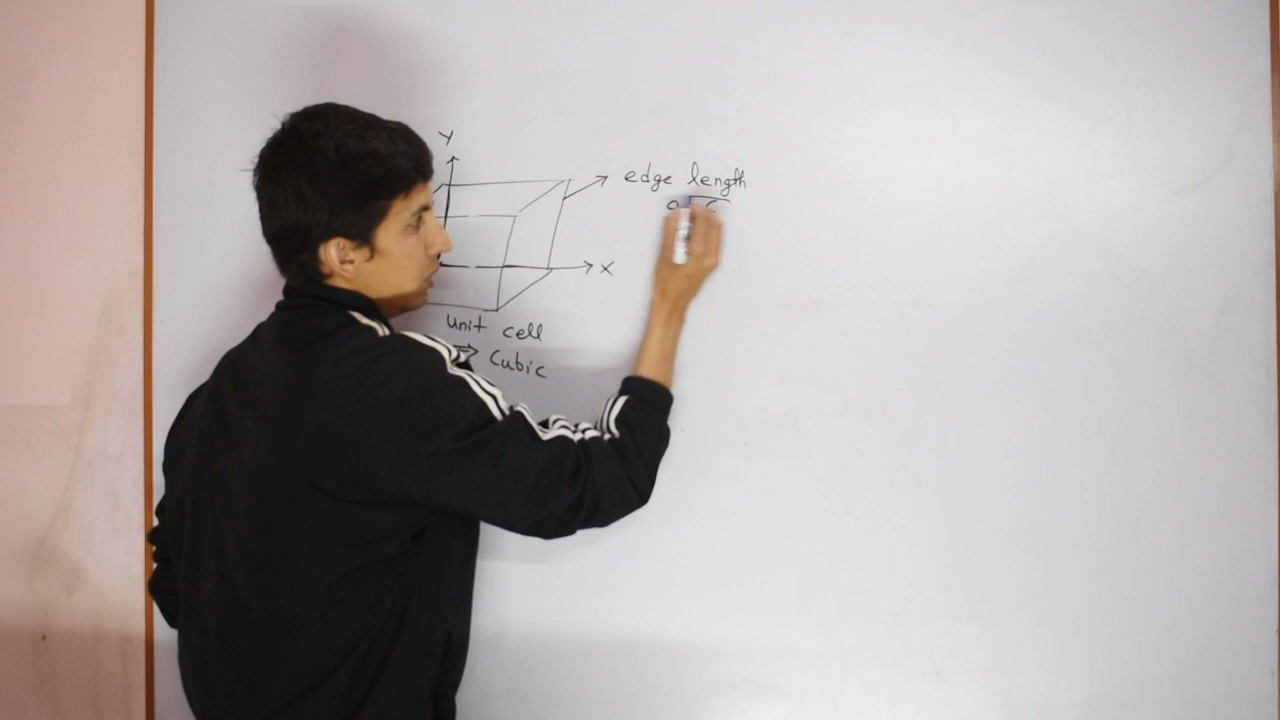 Y
edge length
X
Unit cell
⇒ Cubic